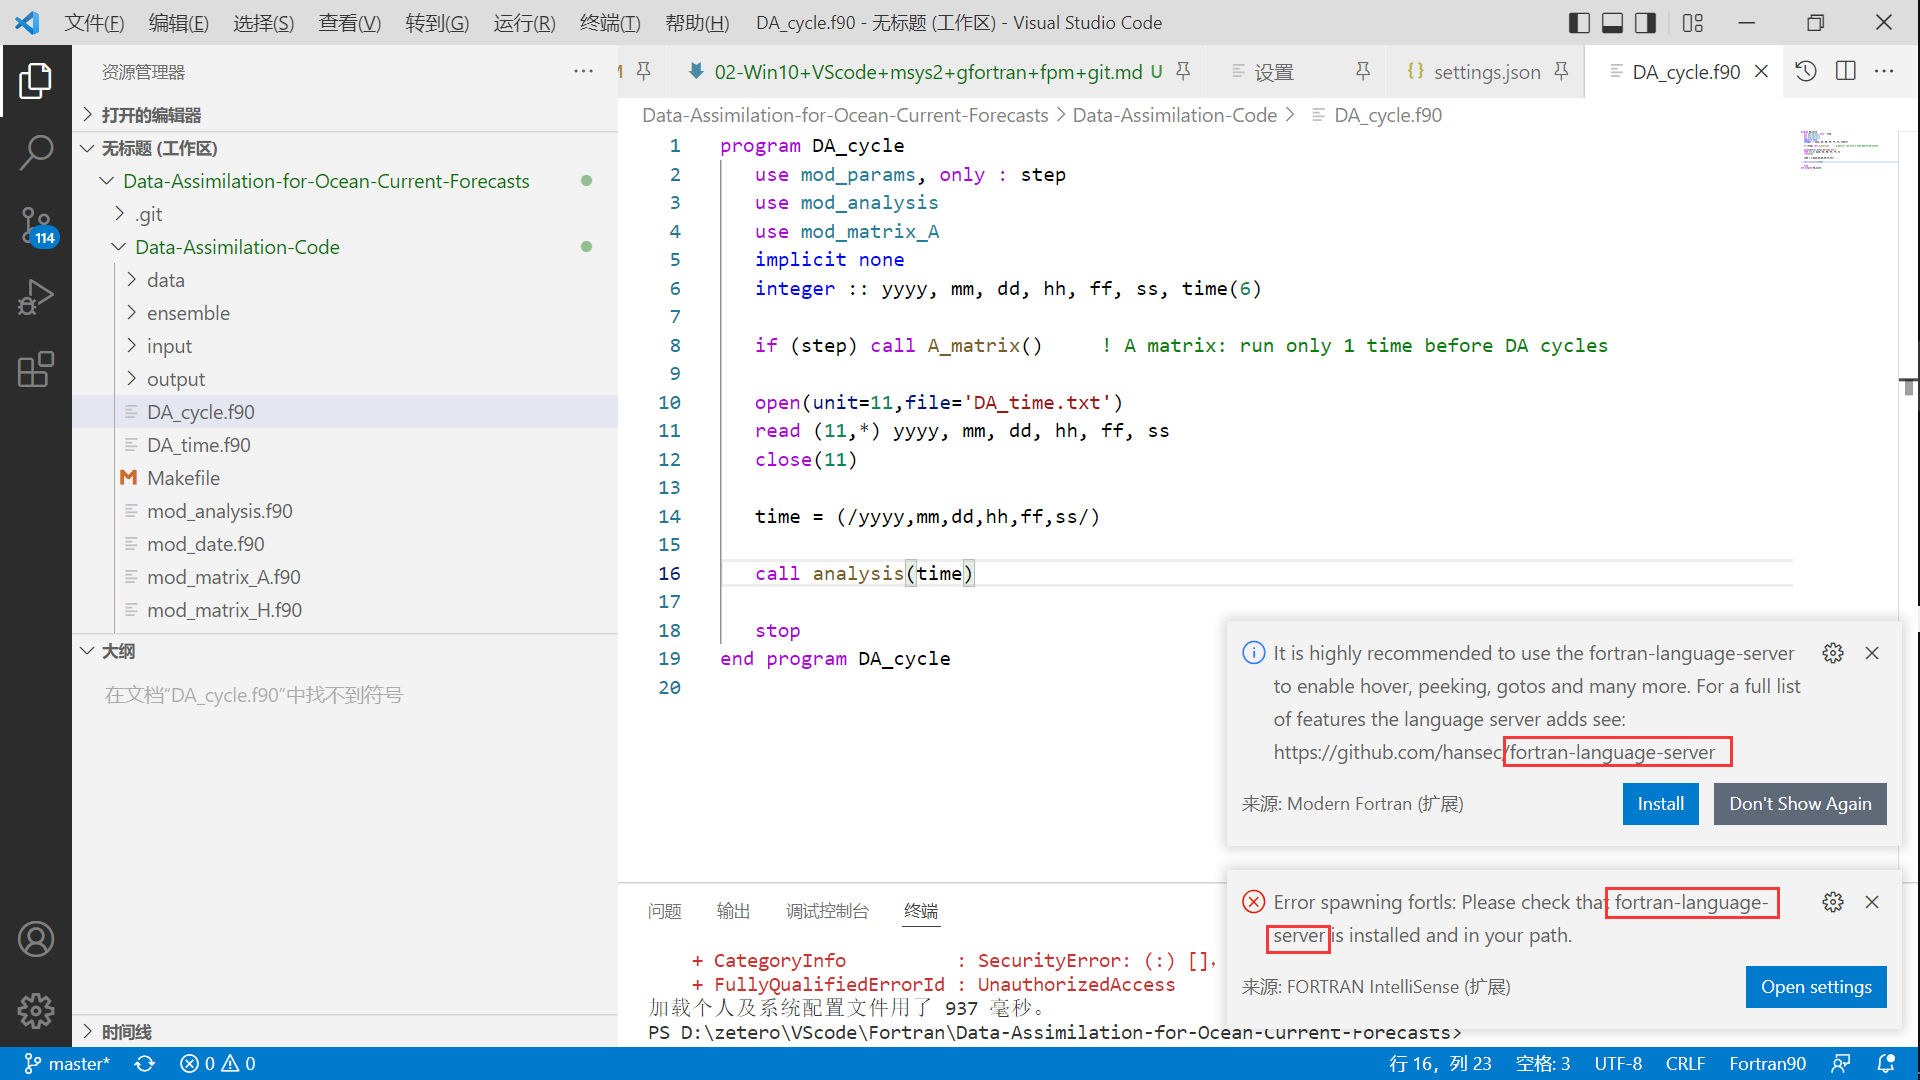 文件(F) 编辑(E) 选择(S) 查看(V) 转到(G) 运行(R) 终端(T) 帮助(H) DA_cycle.f90 - 无标题 (工作区) - Visual Studio Code
资源管理器
打开的编辑器
无标题 (工作区)
Data-Assimilation-for-Ocean-Current-Forecasts
.git
Data-Assimilation-Code
data
ensemble
input
output
DA_cycle.f90
DA_time.f90
Makefile
mod_analysis.f90
mod_date.f90
mod_matrix_A.f90
mod_matrix_H.f90
大纲
在文档“DA_cycle.f90”中找不到符号
时间线
114
02-Win10+VScode+msys2+gfortran+fpm+git.md U 设置 settings.json DA_cycle.f90
Data-Assimilation-for-Ocean-Current-Forecasts > Data-Assimilation-Code > DA_cycle.f90
1 program DA_cycle
2 use mod_params, only : step
3 use mod_analysis
4 use mod_matrix_A
5 implicit none
6 integer :: yyyy, mm, dd, hh, ff, ss, time(6)
7
8 if (step) call A_matrix() ! A matrix: run only 1 time before DA cycles
9
10 open(unit=11,file='DA_time.txt')
11 read (11,*) yyyy, mm, dd, hh, ff, ss
12 close(11)
13
14 time = (/yyyy,mm,dd,hh,ff,ss/)
15
16 call analysis(time)
17
18 stop
19 end program DA_cycle
20
It is highly recommended to use the fortran-language-server
to enable hover, peeking, gotos and many more. For a full list
of features the language server adds see:
https://github.com/hansec/fortran-language-server
来源: Modern Fortran (扩展)
Install
Don't Show Again
Error spawning fortls: Please check that fortran-language-
server is installed and in your path.
来源: FORTRAN IntelliSense (扩展)
Open settings
问题 输出 调试控制台 终端
+ CategoryInfo : SecurityError: (:) [],
+ FullyQualifiedErrorId : UnauthorizedAccess
加载个人及系统配置文件用了 937 毫秒。
PS D:\zetero\VScode\Fortran\Data-Assimilation-for-Ocean-Current-Forecasts>
master* 0 0 行 16，列 23 空格: 3 UTF-8 CRLF Fortran90